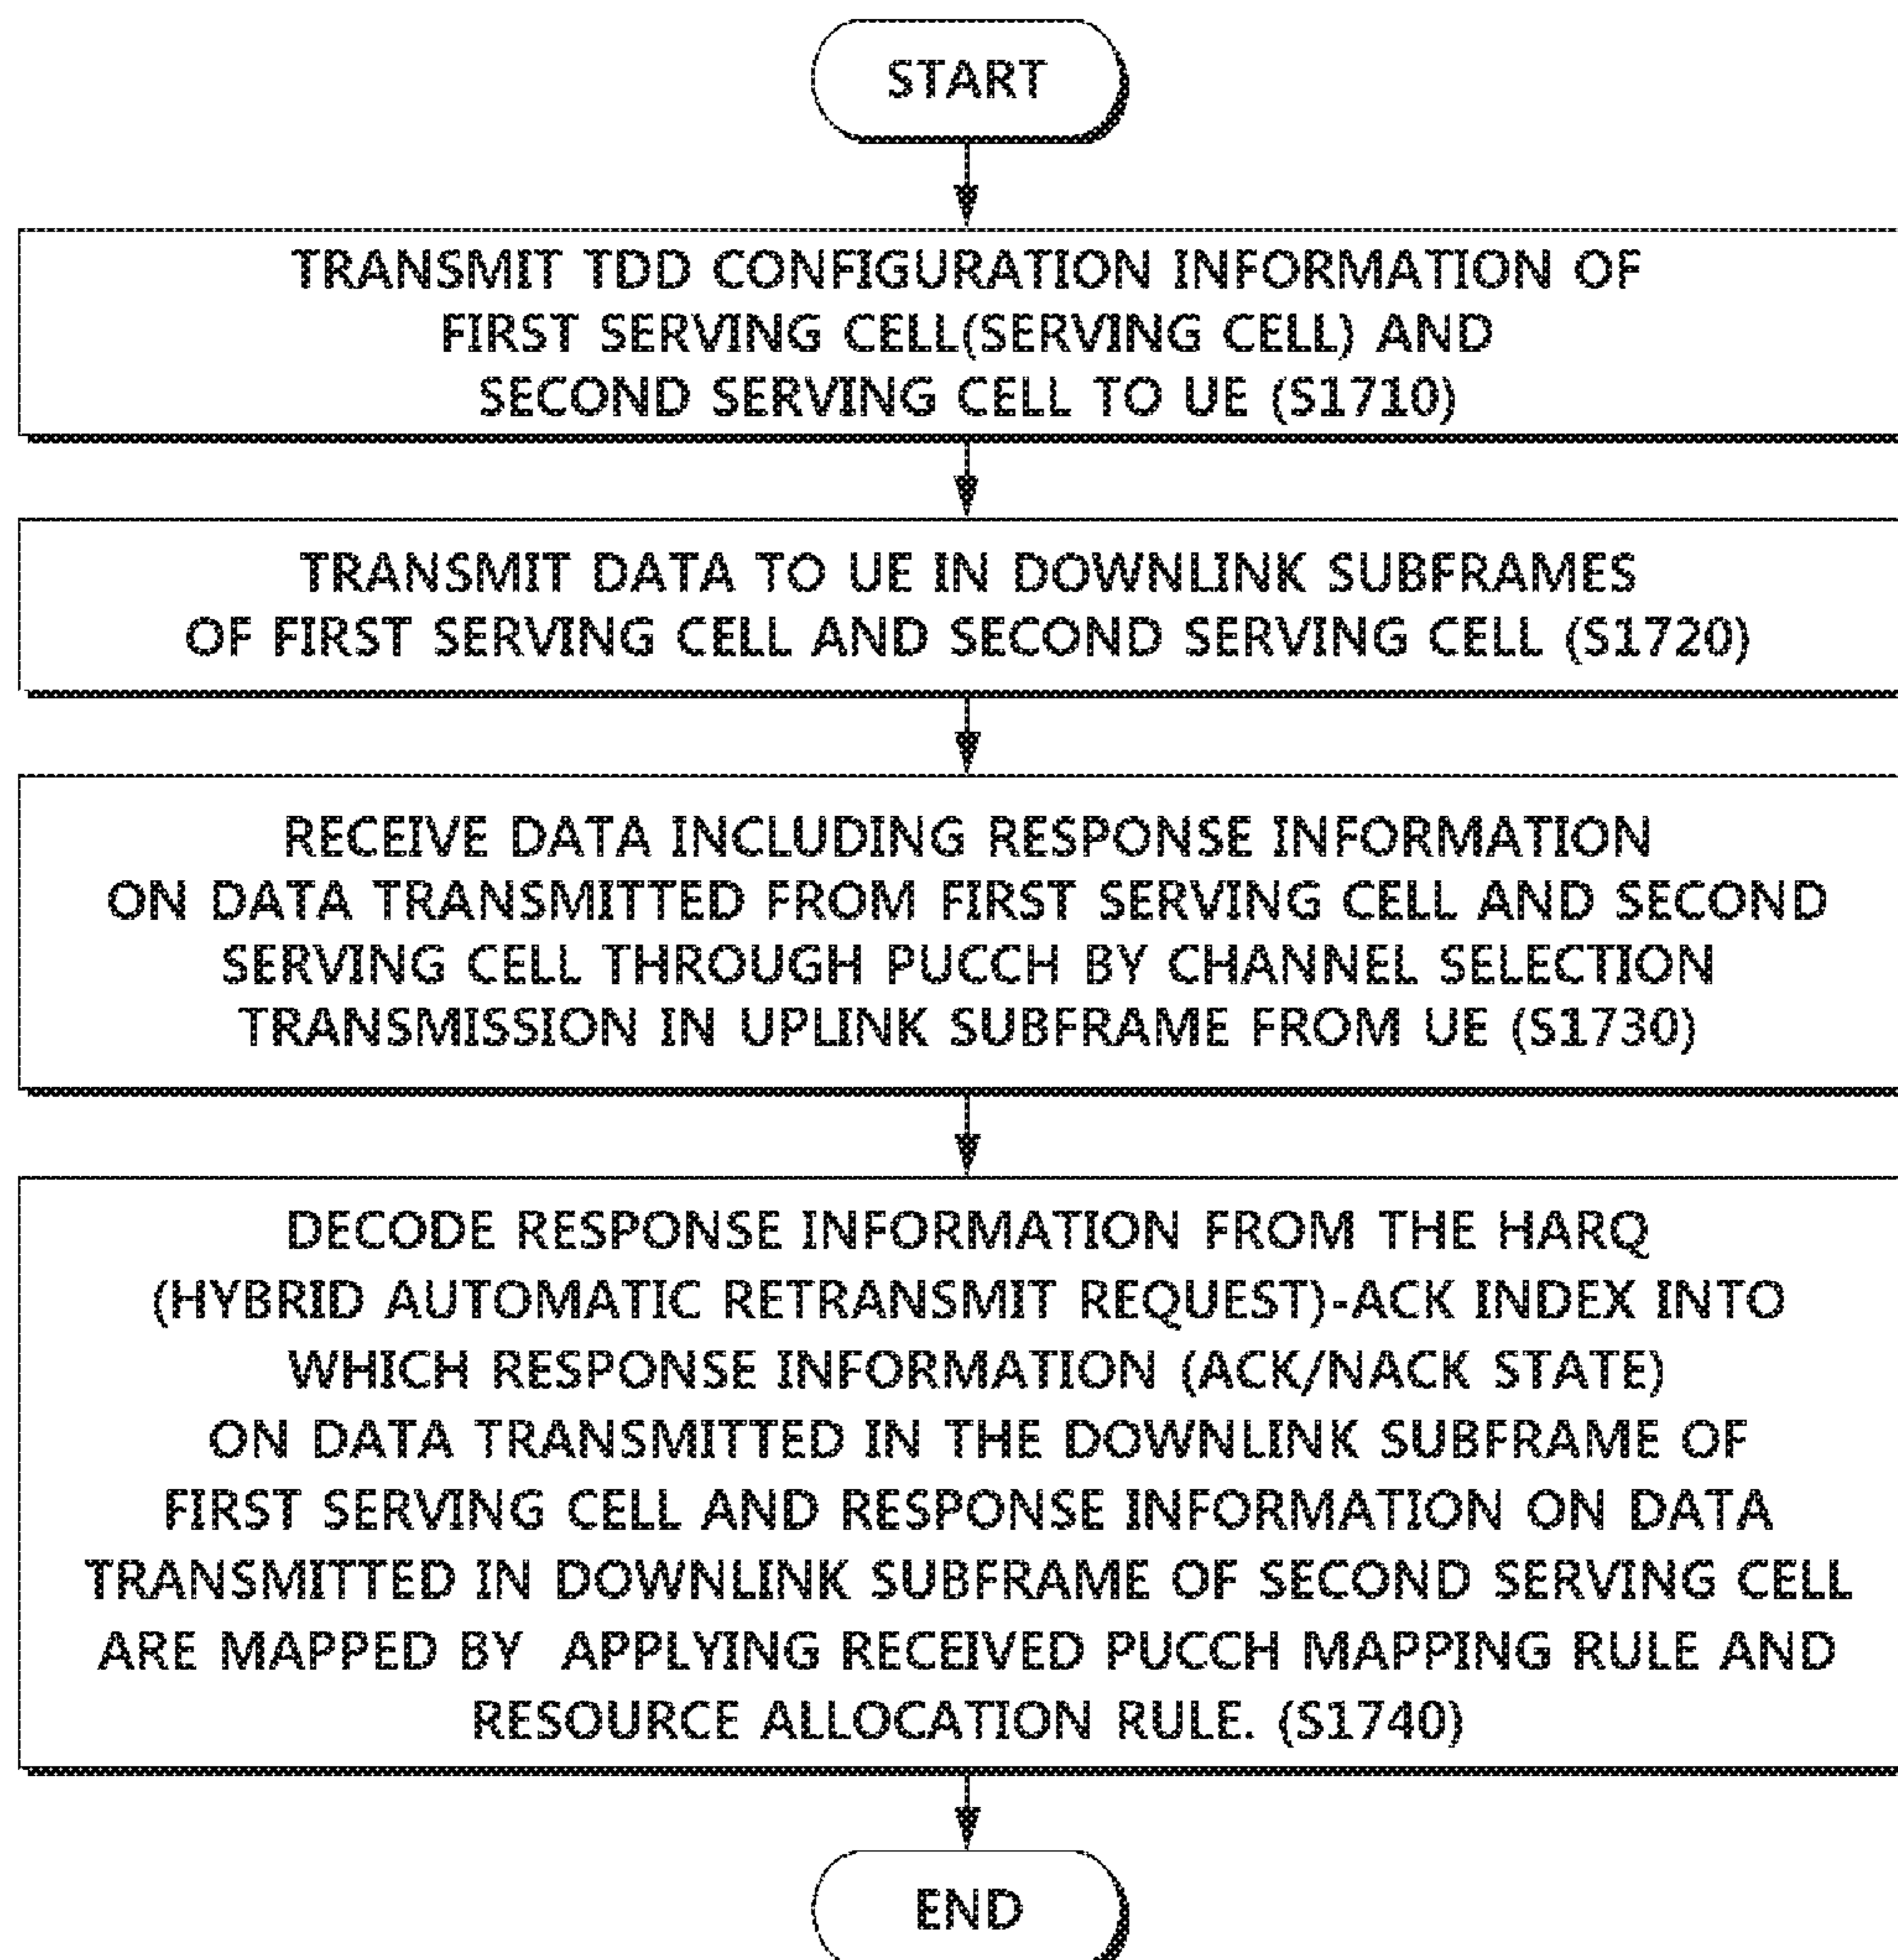 START
TRANSMIT TDD CONFIGURATION INFORMATION OF
FIRST SERVING CELL(SERVING CELL) AND
SECOND SERVING CELL TO UE (S1710)
TRANSMIT DATA TO UE IN DOWNLINK SUBFRAMES
OF FIRST SERVING CELL AND SECOND SERVING CELL (S1720)
RECEIVE DATA INCLUDING RESPONSE INFORMATION
ON DATA TRANSMITTED FROM FIRST SERVING CELL AND SECOND
SERVING CELL THROUGH PUCCH BY CHANNEL SELECTION
TRANSMISSION IN UPLINK SUBFRAME FROM UE (S1730)
DECODE RESPONSE INFORMATION FROM THE HARQ
(HYBRID AUTOMATIC RETRANSMIT REQUEST)-ACK INDEX INTO
WHICH RESPONSE INFORMATION (ACK/NACK STATE)
ON DATA TRANSMITTED IN THE DOWNLINK SUBFRAME OF
FIRST SERVING CELL AND RESPONSE INFORMATION ON DATA
TRANSMITTED IN DOWNLINK SUBFRAME OF SECOND SERVING CELL
ARE MAPPED BY APPLYING RECEIVED PUCCH MAPPING RULE AND
RESOURCE ALLOCATION RULE. (S1740)
END